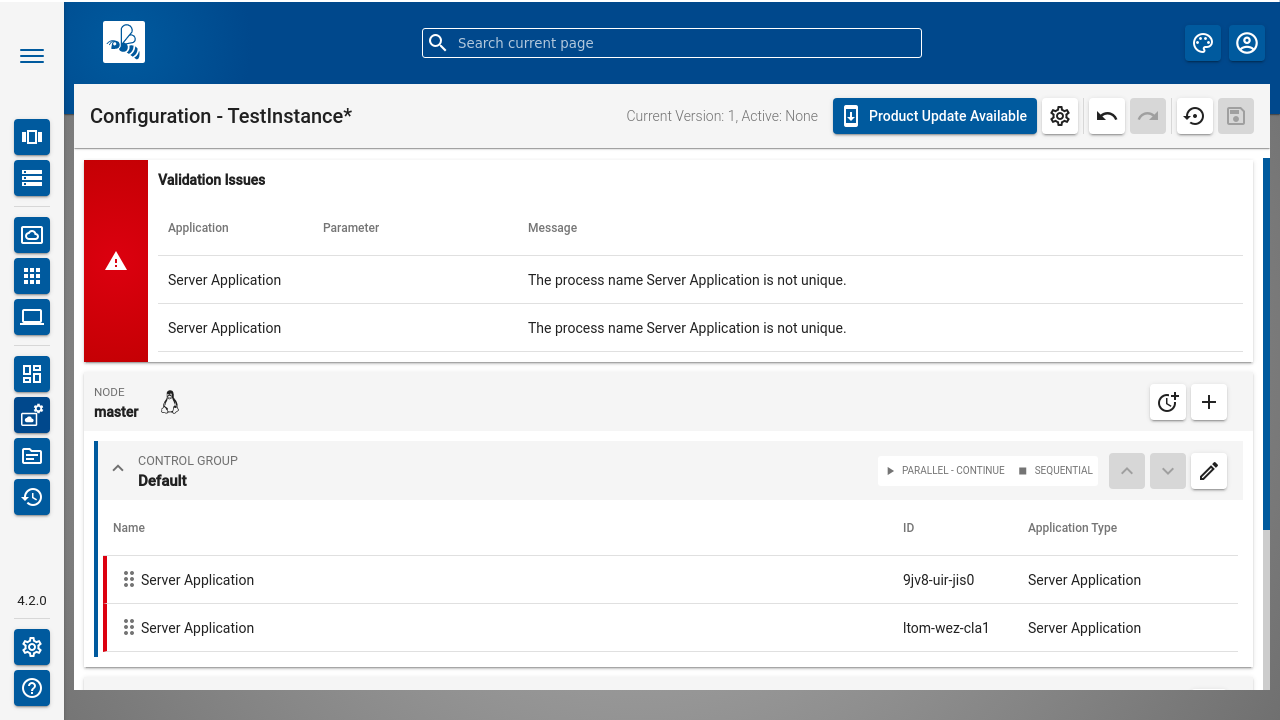 Search current page
Configuration - TestInstance*
Current Version: 1, Active: None
Product Update Available
Validation Issues
Application Parameter Message
Server Application The process name Server Application is not unique.
Server Application The process name Server Application is not unique.
NODE
master
CONTROL GROUP
Default
PARALLEL - CONTINUE SEQUENTIAL
Name ID Application Type
Server Application 9jv8-uir-jis0 Server Application
Server Application ltom-wez-cla1 Server Application
4.2.0